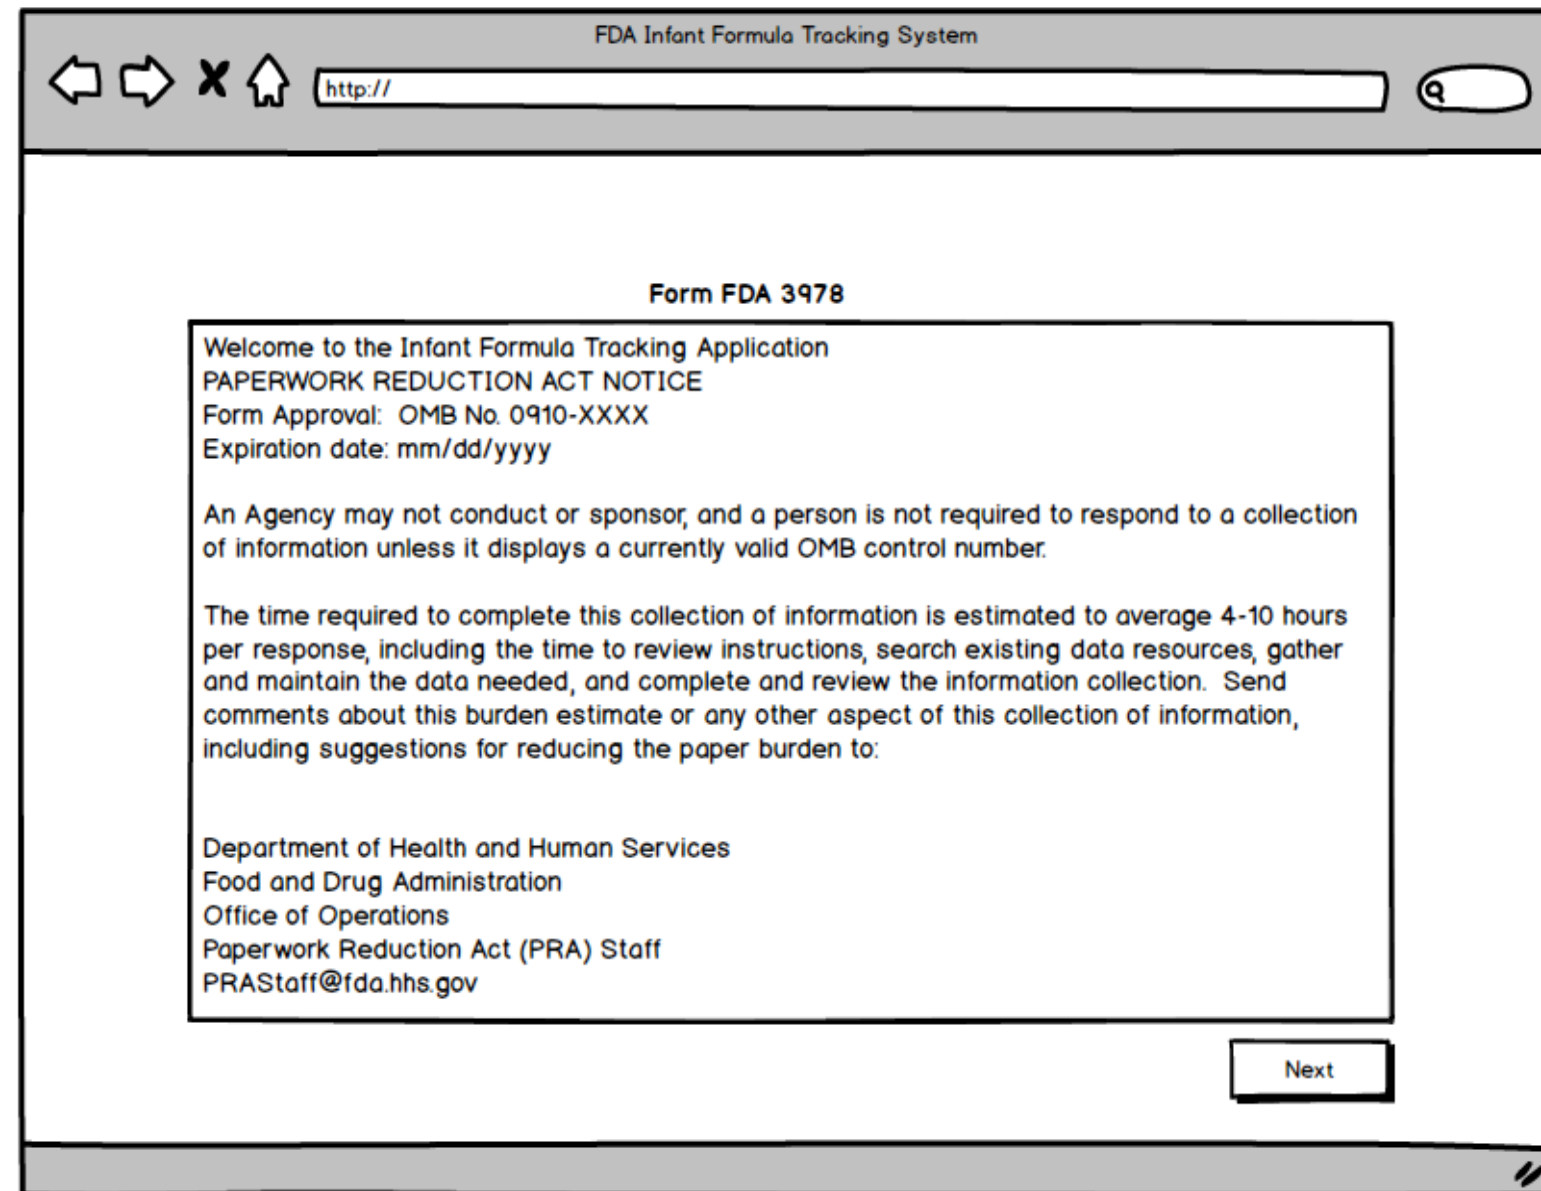 FDA Infant Formula Tracking System
http://
Form FDA 3978
Welcome to the Infant Formula Tracking Application
PAPERWORK REDUCTION ACT NOTICE
Form Approval:  OMB No. 0910-XXXX
Expiration date: mm/dd/yyyy
An Agency may not conduct or sponsor, and a person is not required to respond to a collection
of information unless it displays a currently valid OMB control number.
The time required to complete this collection of information is estimated to average 4-10 hours
per response, including the time to review instructions, search existing data resources, gather
and maintain the data needed, and complete and review the information collection.  Send
comments about this burden estimate or any other aspect of this collection of information,
including suggestions for reducing the paper burden to:
Department of Health and Human Services
Food and Drug Administration
Office of Operations
Paperwork Reduction Act (PRA) Staff
PRAStaff@fda.hhs.gov
Next